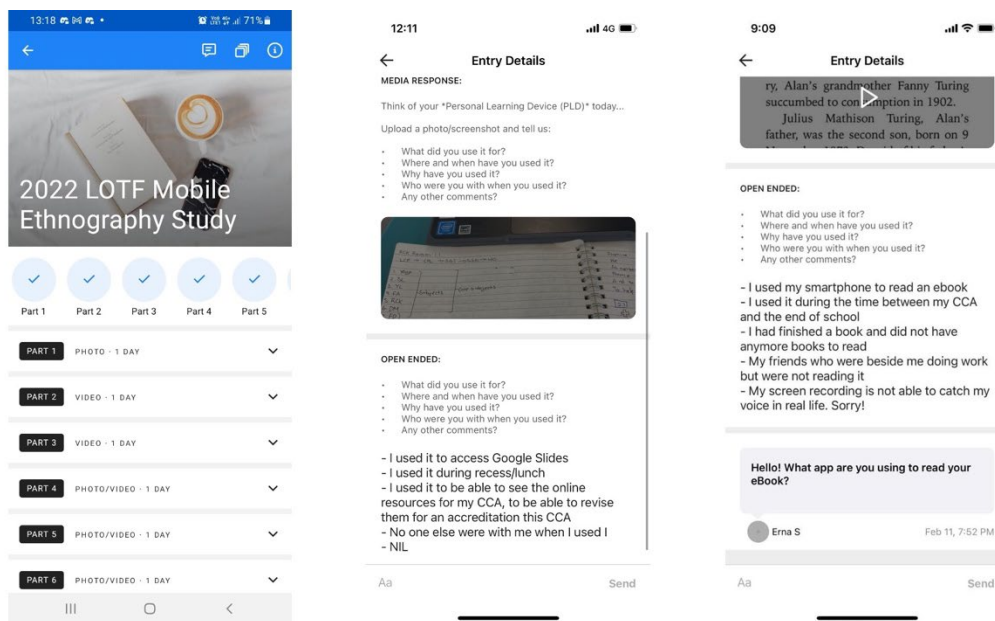 13:18
71%
2022 LOTF Mobile
Ethnography Study
Part 1
Part 2
Part 3
Part 4
Part 5
PART 1 PHOTO · 1 DAY
PART 2 VIDEO · 1 DAY
PART 3 VIDEO · 1 DAY
PART 4 PHOTO/VIDEO · 1 DAY
PART 5 PHOTO/VIDEO · 1 DAY
PART 6 PHOTO/VIDEO · 1 DAY
12:11
4G
Entry Details
MEDIA RESPONSE:
Think of your *Personal Learning Device (PLD)* today...
Upload a photo/screenshot and tell us:
- What did you use it for?
- Where and when have you used it?
- Why have you used it?
- Who were you with when you used it?
- Any other comments?
OPEN ENDED:
- What did you use it for?
- Where and when have you used it?
- Why have you used it?
- Who were you with when you used it?
- Any other comments?
- I used it to access Google Slides
- I used it during recess/lunch
- I used it to be able to see the online
resources for my CCA, to be able to revise
them for an accreditation this CCA
- No one else were with me when I used I
- NIL
Aa
Send
9:09
Entry Details
ry, Alan's grandmother Fanny Turing
succumbed to consumption in 1902.
Julius Mathison Turing, Alan's
father, was the second son, born on 9
OPEN ENDED:
- What did you use it for?
- Where and when have you used it?
- Why have you used it?
- Who were you with when you used it?
- Any other comments?
- I used my smartphone to read an ebook
- I used it during the time between my CCA
and the end of school
- I had finished a book and did not have
anymore books to read
- My friends who were beside me doing work
but were not reading it
- My screen recording is not able to catch my
voice in real life. Sorry!
Hello! What app are you using to read your
eBook?
Erna S
Feb 11, 7:52 PM
Aa
Send